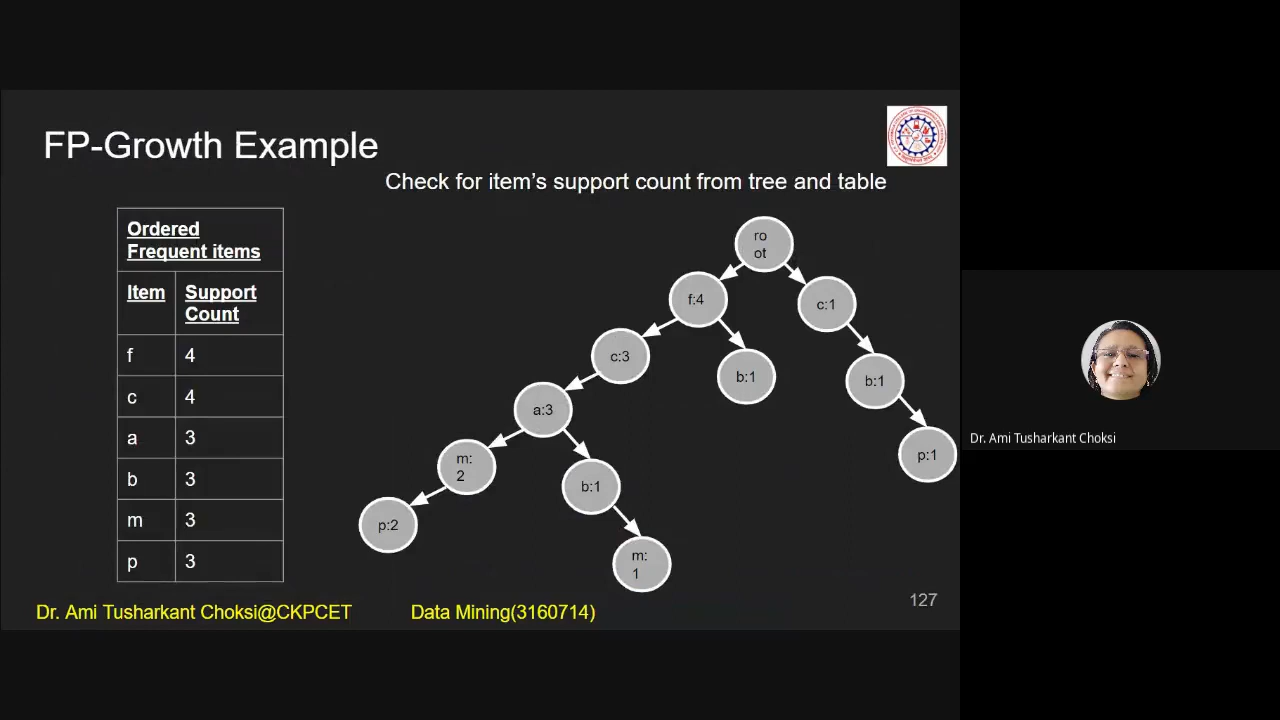 FP-Growth Example
Check for item's support count from tree and table
Ordered
Frequent items
Item Support
Count
f 4
c 4
a 3
b 3
m 3
p 3
ro
ot
f:4
c:1
c:3
b:1
b:1
a:3
p:1
m:
2
b:1
p:2
m:
1
Dr. Ami Tusharkant Choksi@CKPCET
Data Mining(3160714)
127
Dr. Ami Tusharkant Choksi